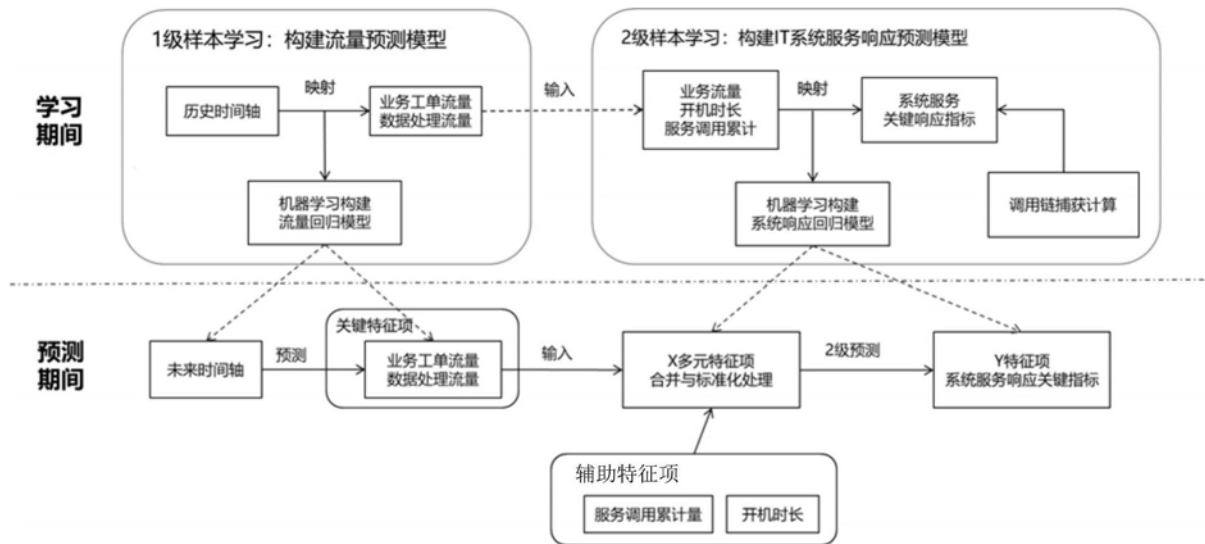 1级样本学习：构建流量预测模型
2级样本学习：构建IT系统服务响应预测模型
学习
期间
历史时间轴
映射
业务工单流量
数据处理流量
输入
业务流量
开机时长
服务调用累计
映射
系统服务
关键响应指标
机器学习构建
流量回归模型
机器学习构建
系统响应回归模型
调用链捕获计算
预测
期间
未来时间轴
预测
关键特征项
业务工单流量
数据处理流量
输入
X多元特征项
合并与标准化处理
2级预测
Y特征项
系统服务响应关键指标
辅助特征项
服务调用累计量
开机时长